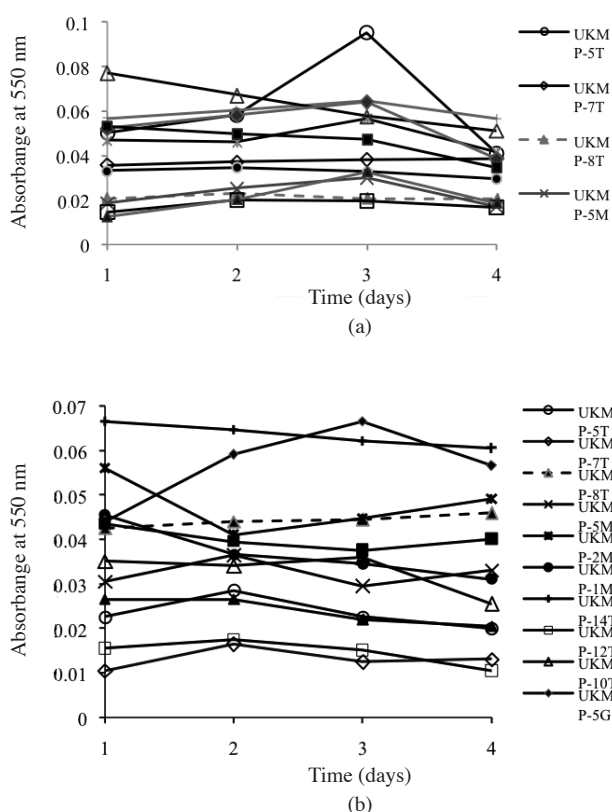 0.1
0.08
0.06
0.04
0.02
0
Absorbange at 550 nm
1 2 3 4
Time (days)
(a)
UKM
P-5T
UKM
P-7T
UKM
P-8T
UKM
P-5M
0.07
0.06
0.05
0.04
0.03
0.02
0.01
0
Absorbange at 550 nm
1 2 3 4
Time (days)
(b)
UKM
P-5T
UKM
P-7T
UKM
P-8T
UKM
P-5M
UKM
P-2M
UKM
P-1M
UKM
P-14T
UKM
P-12T
UKM
P-10T
UKM
P-5G